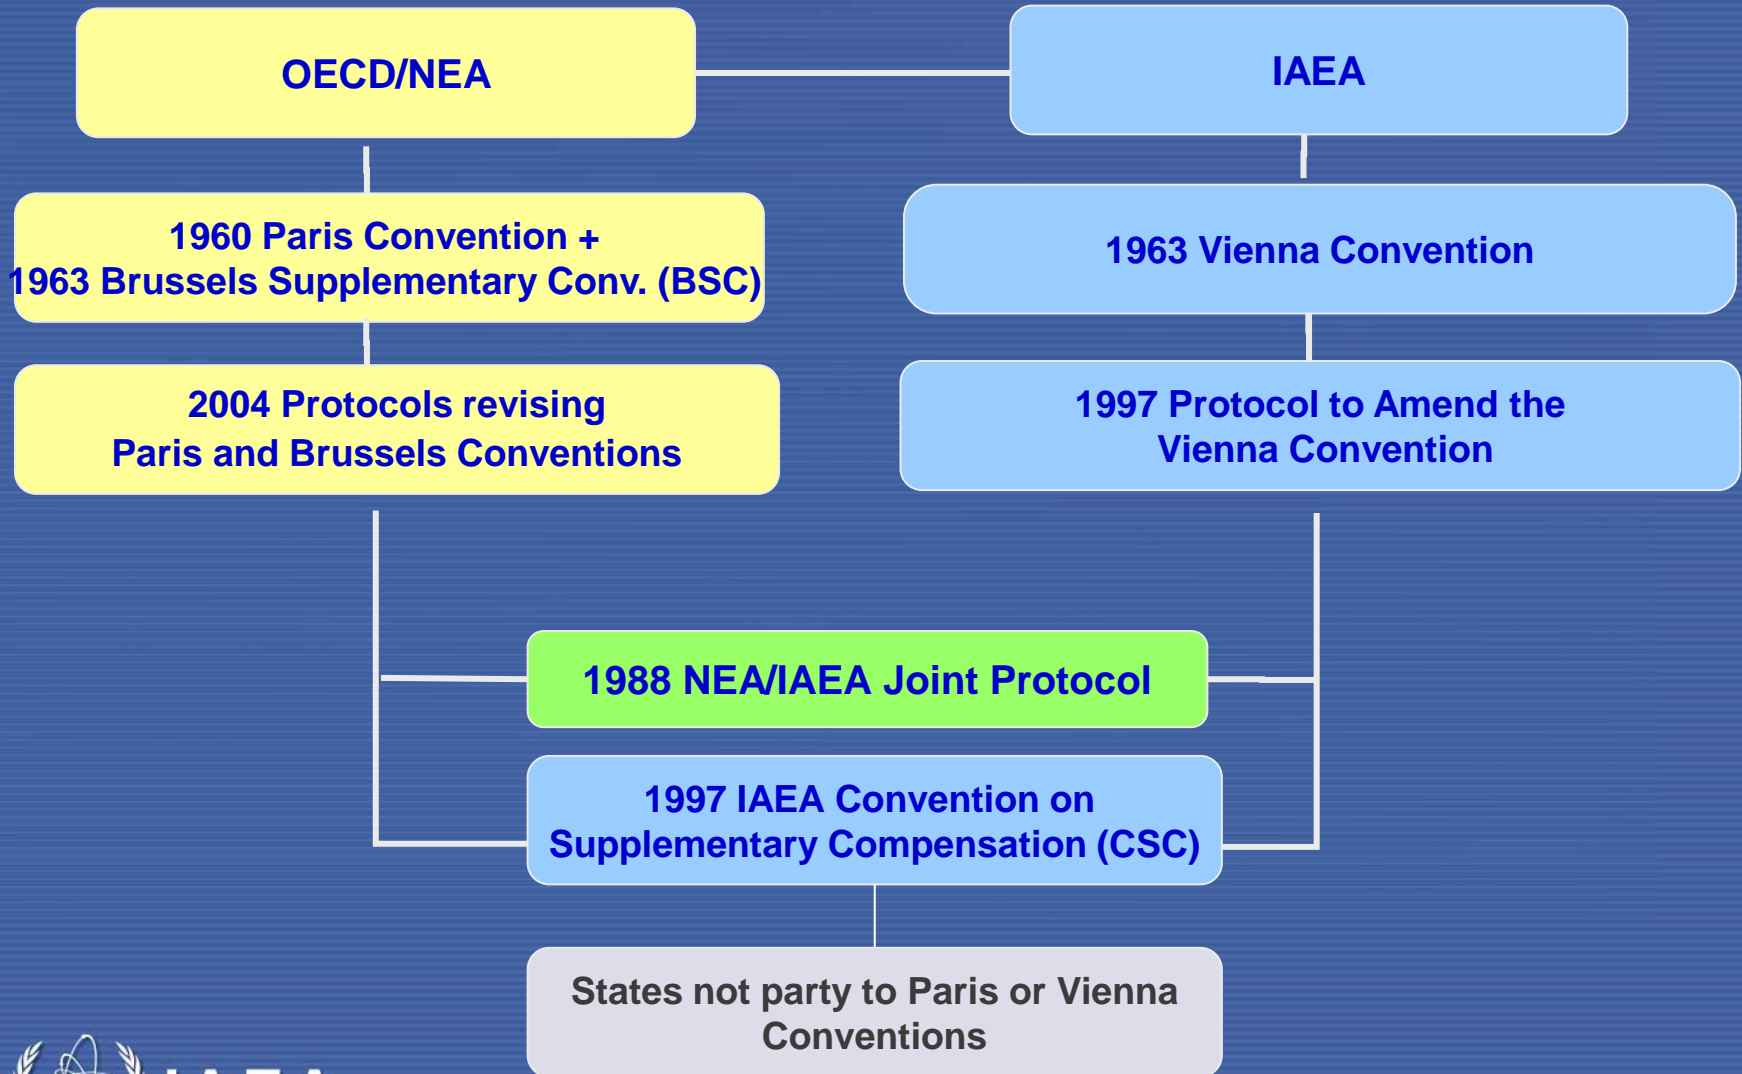 OECD/NEA
IAEA
1960 Paris Convention +
1963 Brussels Supplementary Conv. (BSC)
1963 Vienna Convention
2004 Protocols revising
Paris and Brussels Conventions
1997 Protocol to Amend the
Vienna Convention
1988 NEA/IAEA Joint Protocol
1997 IAEA Convention on
Supplementary Compensation (CSC)
States not party to Paris or Vienna
Conventions
IAEA